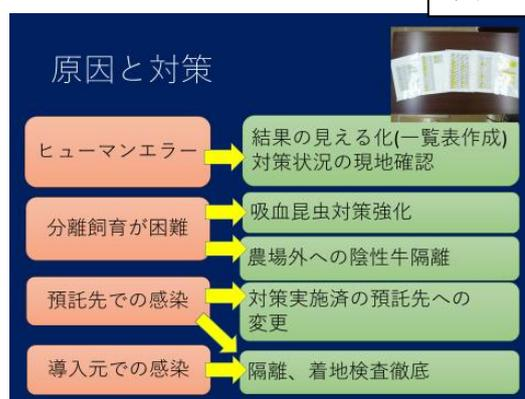 原因と対策
ヒューマンエラー
結果の見える化(一覧表作成)
対策状況の現地確認
分離飼育が困難
吸血昆虫対策強化
農場外への陰性牛隔離
預託先での感染
対策実施済の預託先への
変更
導入元での感染
隔離、着地検査徹底